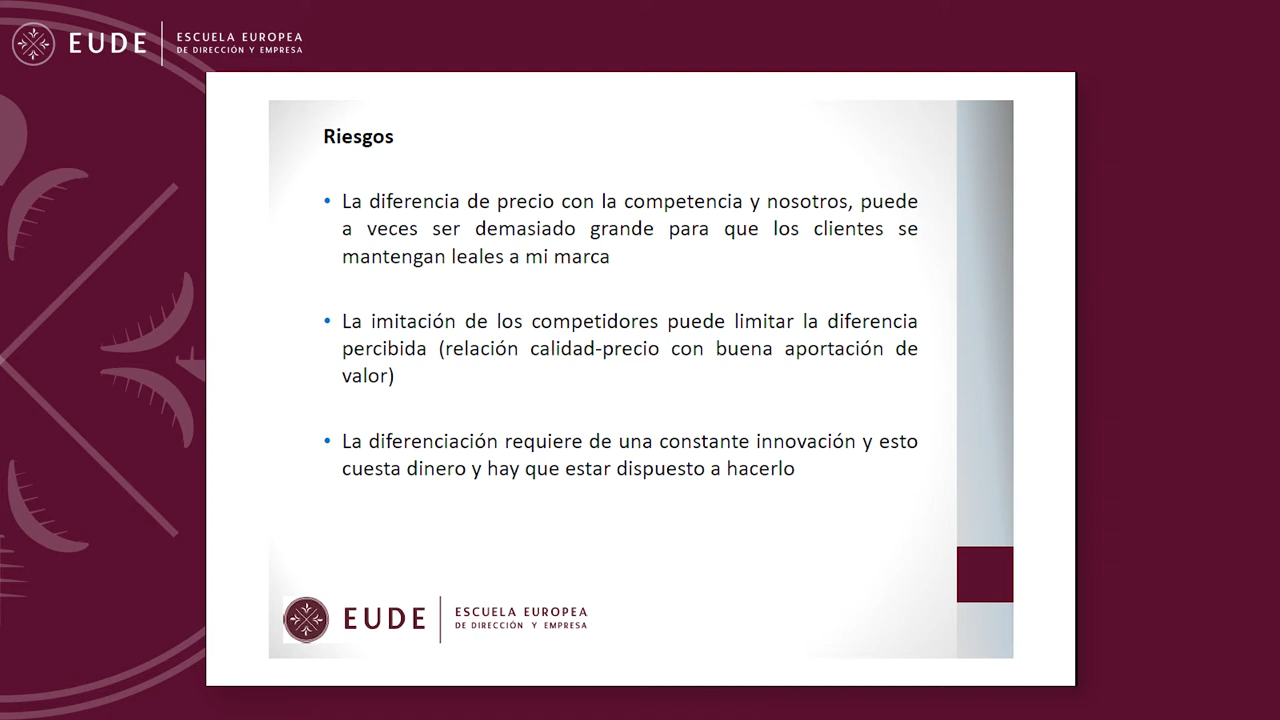 EUDE
ESCUELA EUROPEA
DE DIRECCIÓN Y EMPRESA
Riesgos
• La diferencia de precio con la competencia y nosotros, puede
a veces ser demasiado grande para que los clientes se
mantengan leales a mi marca
• La imitación de los competidores puede limitar la diferencia
percibida (relación calidad-precio con buena aportación de
valor)
• La diferenciación requiere de una constante innovación y esto
cuesta dinero y hay que estar dispuesto a hacerlo
EUDE
ESCUELA EUROPEA
DE DIRECCIÓN Y EMPRESA